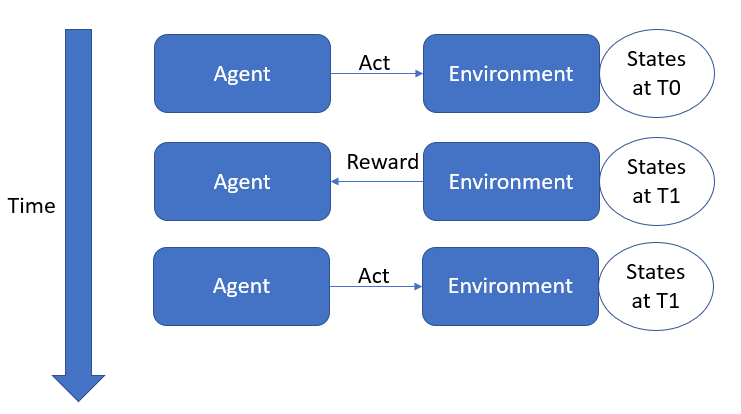 Agent
Act
Environment
States
at T0
Time
Agent
Reward
Environment
States
at T1
Agent
Act
Environment
States
at T1